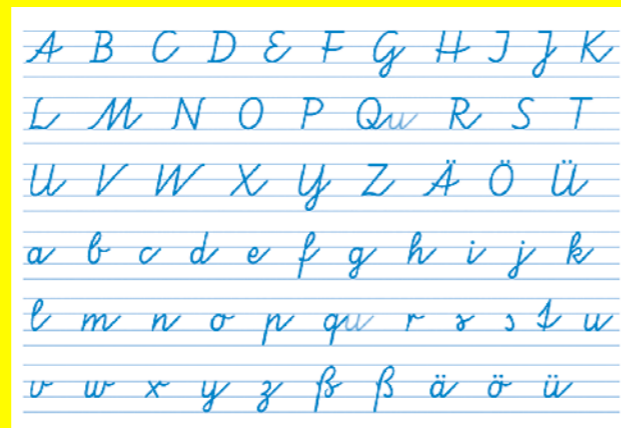 A B C D E F G H I J K
L M N O P Qu R S T
U V W X Y Z Ä Ö Ü
a b c d e f g h i j k
l m n o p qu r s s t u
v w x y z ß ß ä ö ü